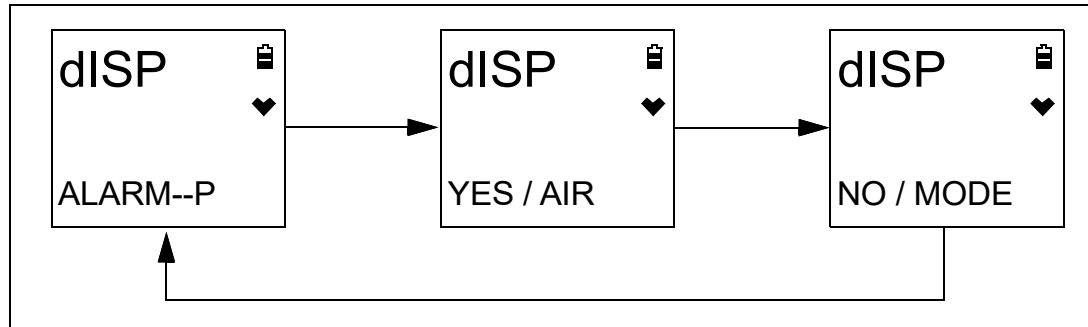 dISP
ALARM--P
dISP
YES / AIR
dISP
NO / MODE